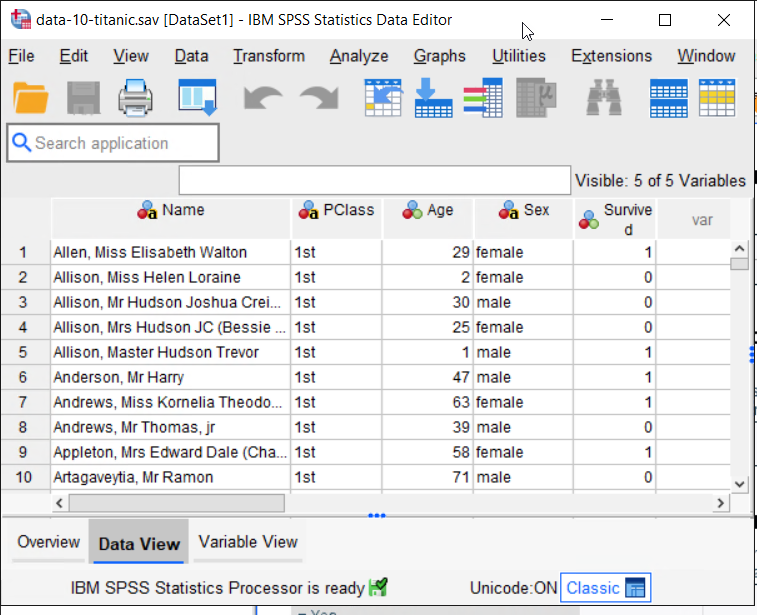 data-10-titanic.sav [DataSet1] - IBM SPSS Statistics Data Editor
File Edit View Data Transform Analyze Graphs Utilities Extensions Window
Search application
Visible: 5 of 5 Variables
Name PClass Age Sex Survive
d var
1 Allen, Miss Elisabeth Walton 1st 29 female 1
2 Allison, Miss Helen Loraine 1st 2 female 0
3 Allison, Mr Hudson Joshua Crei... 1st 30 male 0
4 Allison, Mrs Hudson JC (Bessie ... 1st 25 female 0
5 Allison, Master Hudson Trevor 1st 1 male 1
6 Anderson, Mr Harry 1st 47 male 1
7 Andrews, Miss Kornelia Theodo... 1st 63 female 1
8 Andrews, Mr Thomas, jr 1st 39 male 0
9 Appleton, Mrs Edward Dale (Cha... 1st 58 female 1
10 Artagaveytia, Mr Ramon 1st 71 male 0
Overview Data View Variable View
IBM SPSS Statistics Processor is ready Unicode:ON Classic